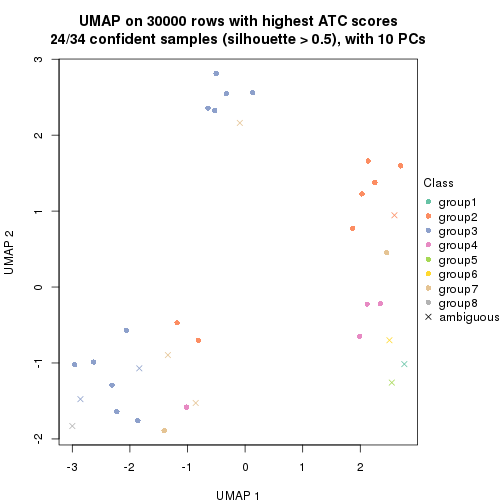 UMAP on 30000 rows with highest ATC scores
24/34 confident samples (silhouette > 0.5), with 10 PCs
3
2
1
0
-1
-2
UMAP 2
-3
-2
-1
0
1
2
UMAP 1
Class
group1
group2
group3
group4
group5
group6
group7
group8
ambiguous